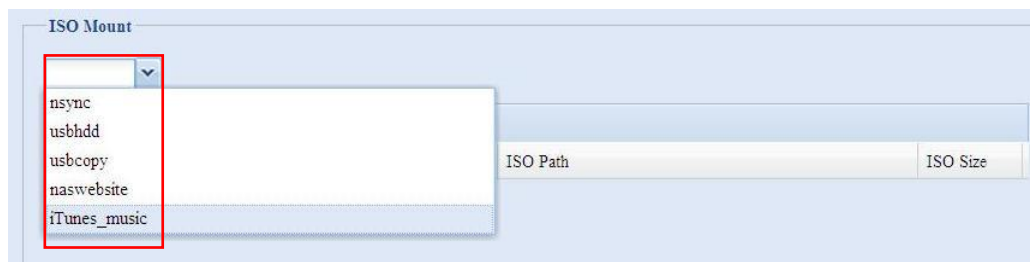 ISO Mount
nsync
usbhdd
usbcopy
naswebsite
iTunes_music
ISO Path
ISO Size